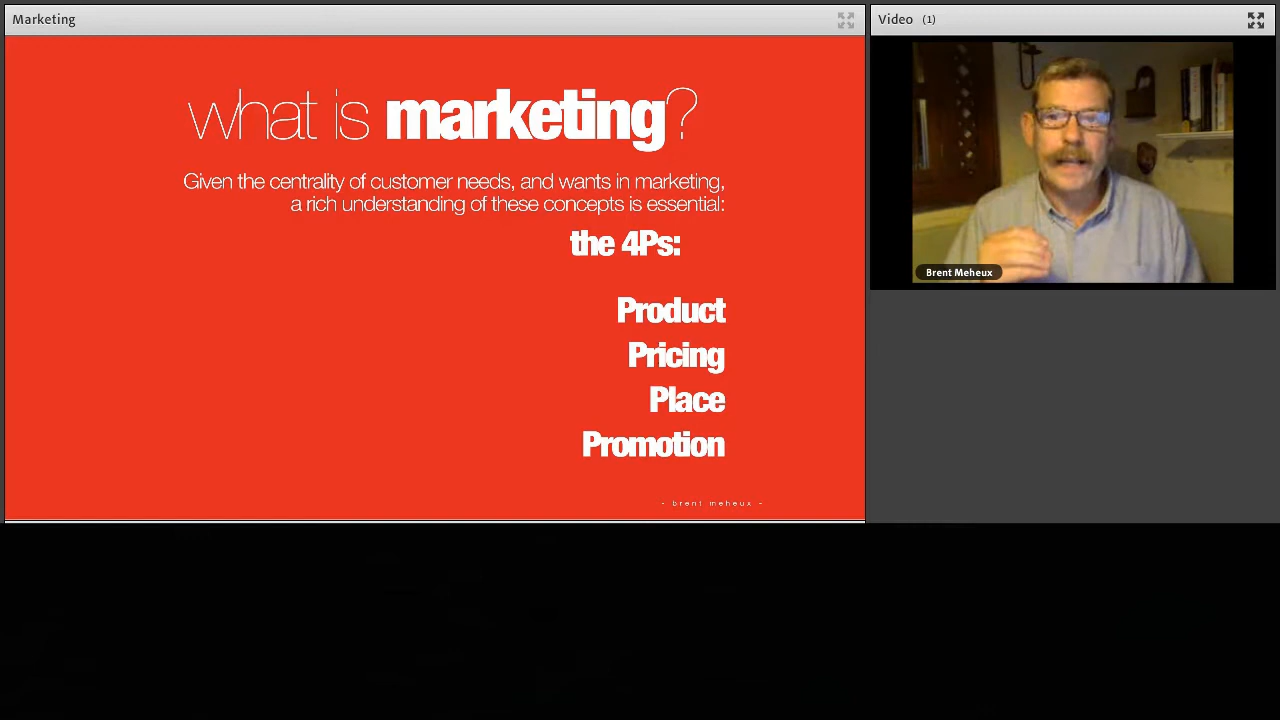 Marketing
Video (1)
what is marketing?
Given the centrality of customer needs, and wants in marketing,
a rich understanding of these concepts is essential:
the 4Ps:
Product
Pricing
Place
Promotion
- brent meheux -
Brent Meheux